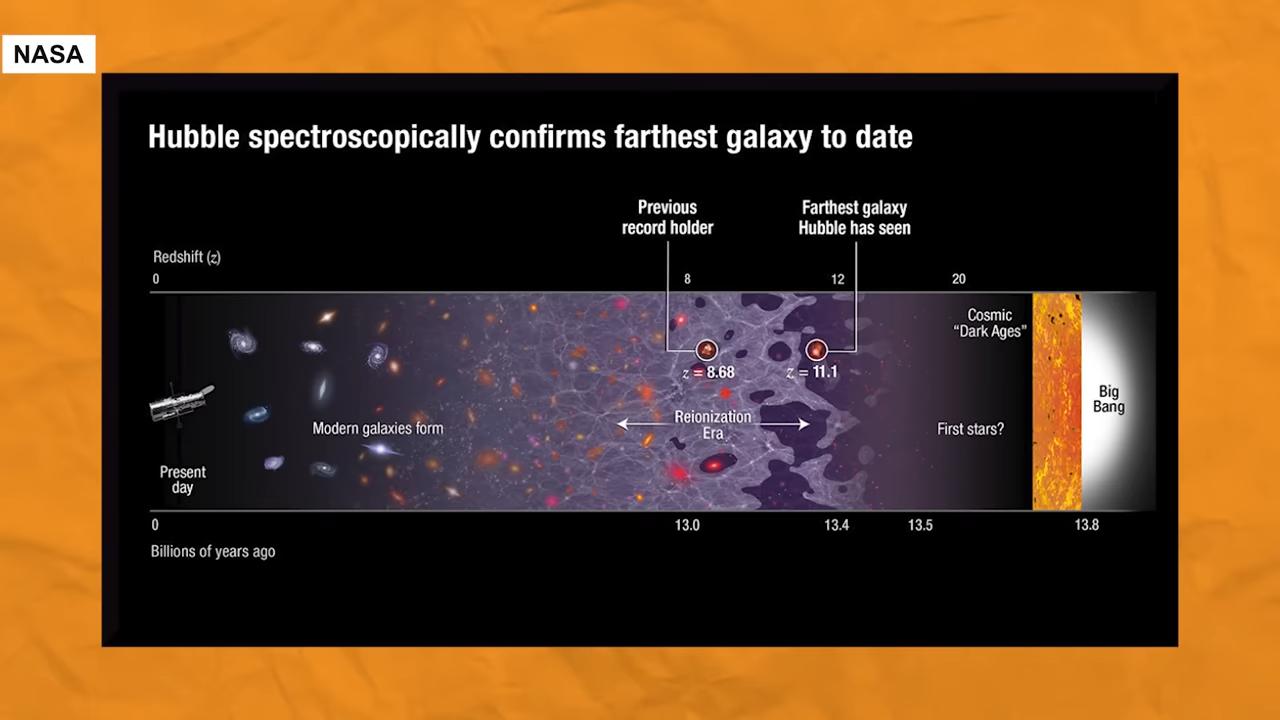 NASA
Hubble spectroscopically confirms farthest galaxy to date
Previous
record holder
Farthest galaxy
Hubble has seen
Redshift (z)
0
8
12
20
Cosmic
“Dark Ages”
z = 8.68
z = 11.1
Big
Bang
Reionization
Era
Modern galaxies form
First stars?
Present
day
0
13.0
13.4
13.5
13.8
Billions of years ago